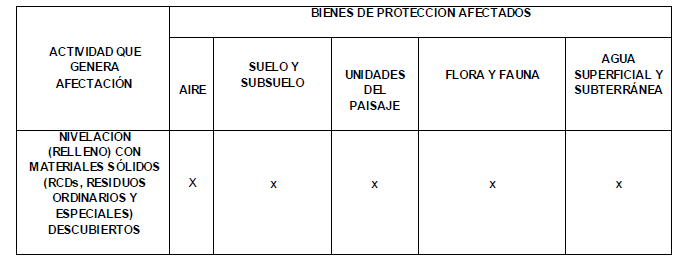 BIENES DE PROTECCION AFECTADOS
ACTIVIDAD QUE
GENERA
AFECTACIÓN
AIRE
SUELO Y
SUBSUELO
UNIDADES
DEL
PAISAJE
FLORA Y FAUNA
AGUA
SUPERFICIAL Y
SUBTERRÁNEA
NIVELACIÓN
(RELLENO) CON
MATERIALES SÓLIDOS
(RCDs, RESIDUOS
ORDINARIOS Y
ESPECIALES)
DESCUBIERTOS
X
x
x
x
x